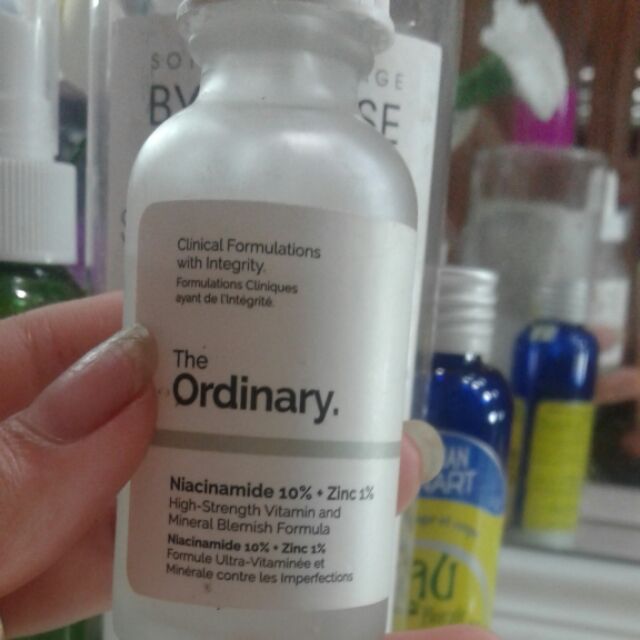 Clinical Formulations
with Integrity.
Formulations Cliniques
ayant de l'Intégrité.
The
Ordinary.
Niacinamide 10% + Zinc 1%
High-Strength Vitamin and
Mineral Blemish Formula
Niacinamide 10% + Zinc 1%
Formule Ultra-Vitaminée et
Minérale contre les Imperfections